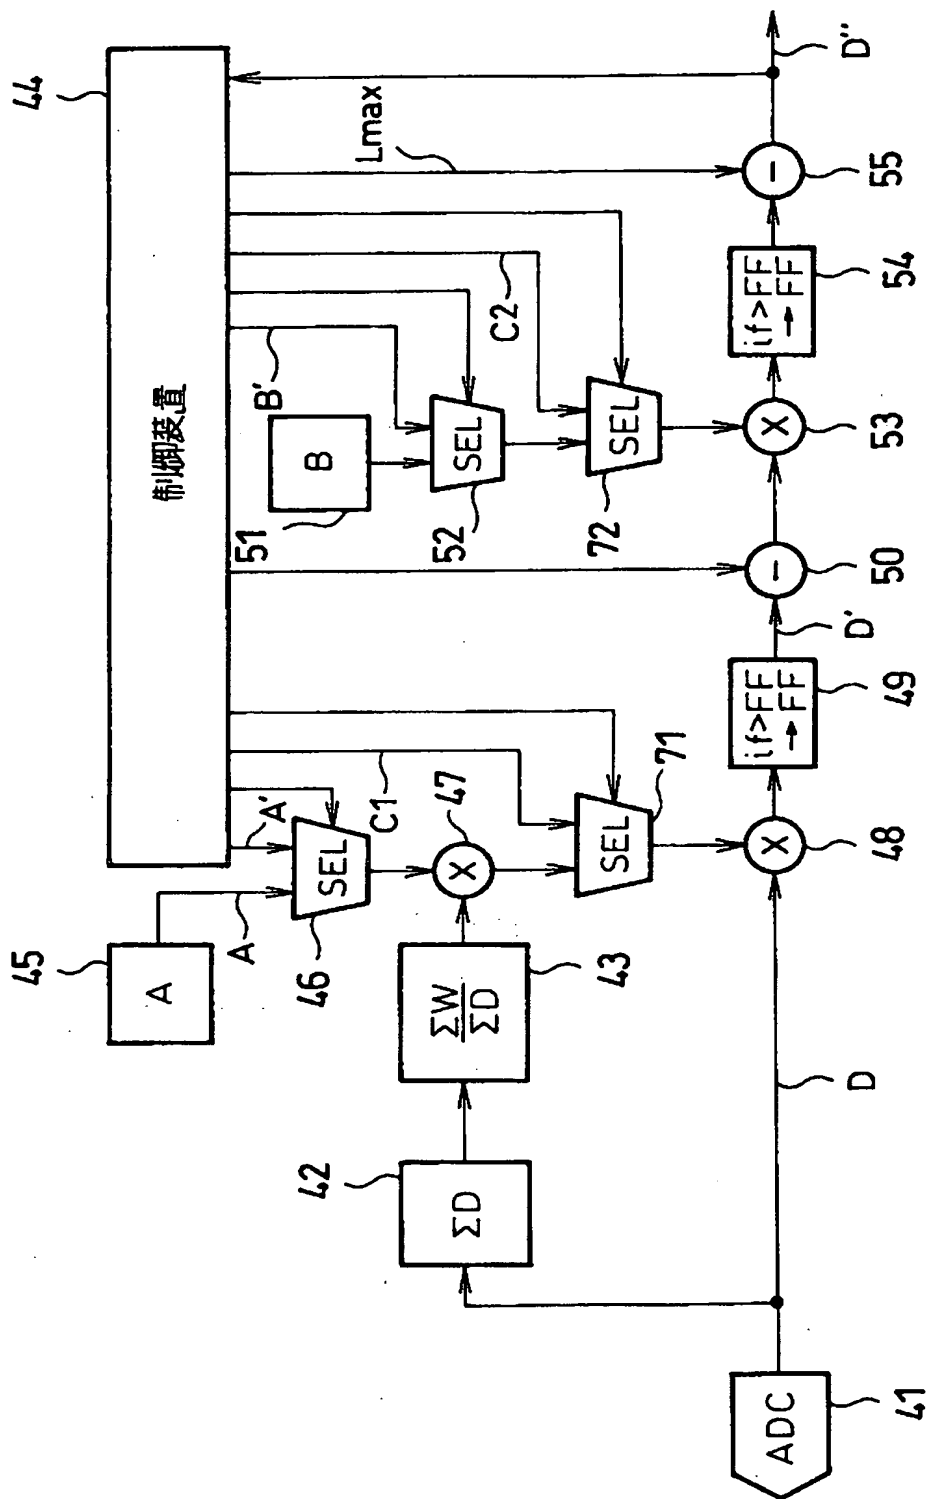 44
制御装置
45
A
A
A'
SEL
46
C1
47
X
42
ΣD
43
ΣW
ΣD
SEL
71
51
B
B'
SEL
52
C2
SEL
72
Lmax
ADC
41
D
X
48
if>FF
→FF
49
D'
−
50
X
53
if>FF
→FF
54
−
55
D''